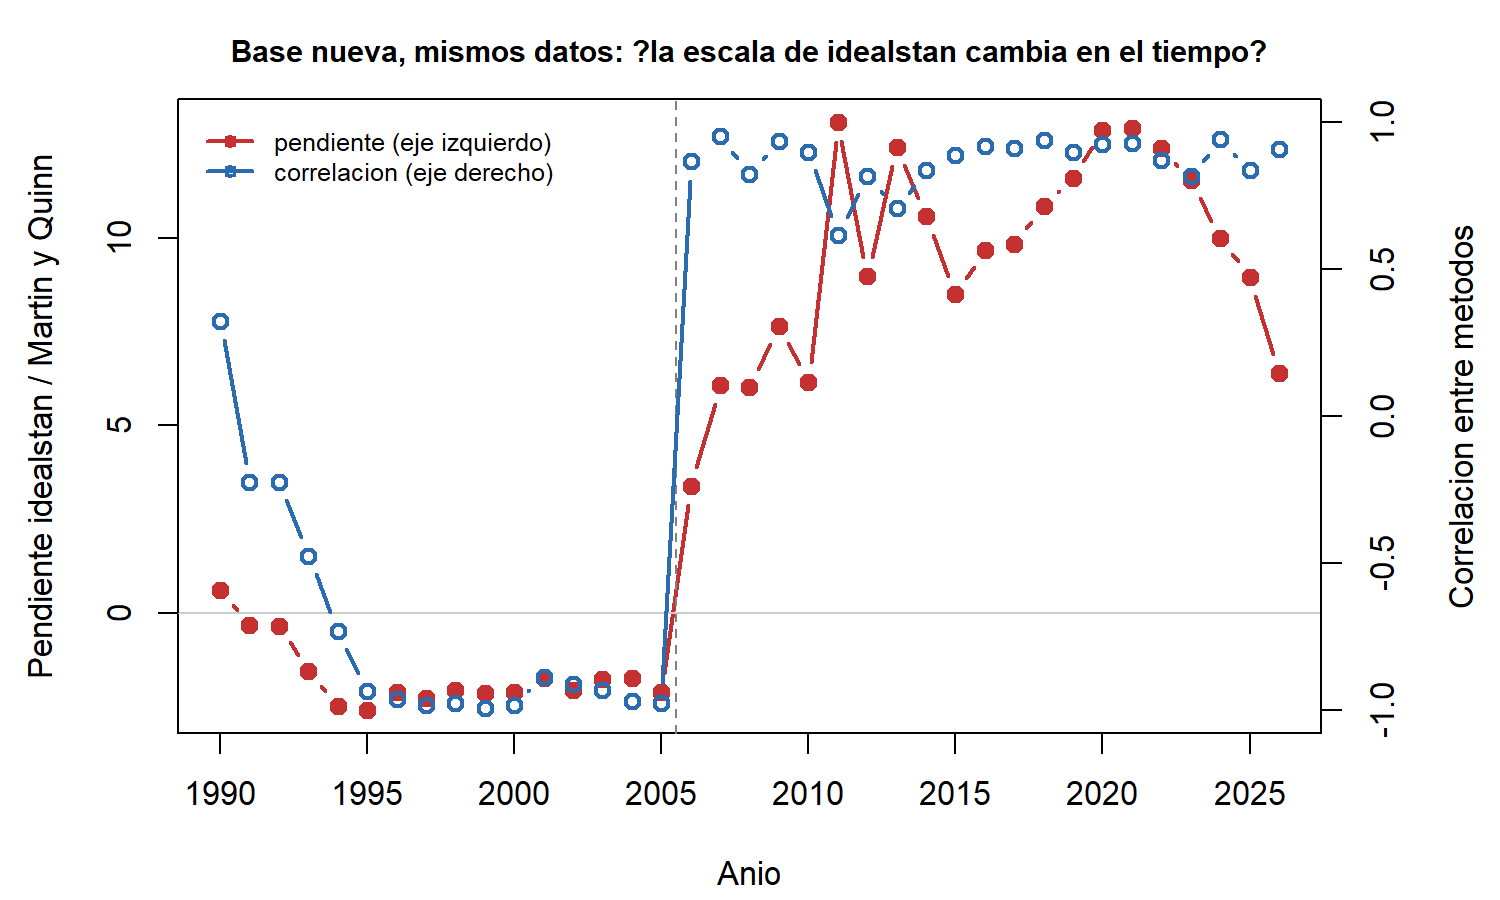 Base nueva, mismos datos: ?la escala de idealstan cambia en el tiempo?
pendiente (eje izquierdo)
correlacion (eje derecho)
Pendiente idealstan / Martin y Quinn
10
5
0
1.0
0.5
0.0
-0.5
-1.0
Correlacion entre metodos
1990 1995 2000 2005 2010 2015 2020 2025
Anio